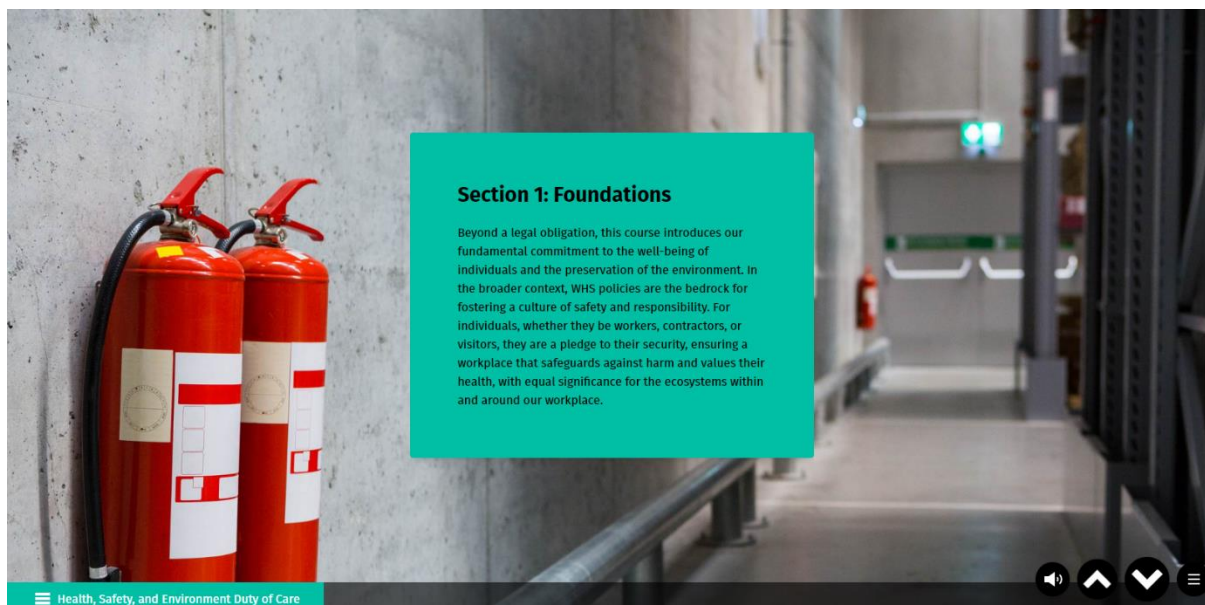 Section 1: Foundations
Beyond a legal obligation, this course introduces our
fundamental commitment to the well-being of
individuals and the preservation of the environment. In
the broader context, WHS policies are the bedrock for
fostering a culture of safety and responsibility. For
individuals, whether they be workers, contractors, or
visitors, they are a pledge to their security, ensuring a
workplace that safeguards against harm and values their
health, with equal significance for the ecosystems within
and around our workplace.
Health, Safety, and Environment Duty of Care